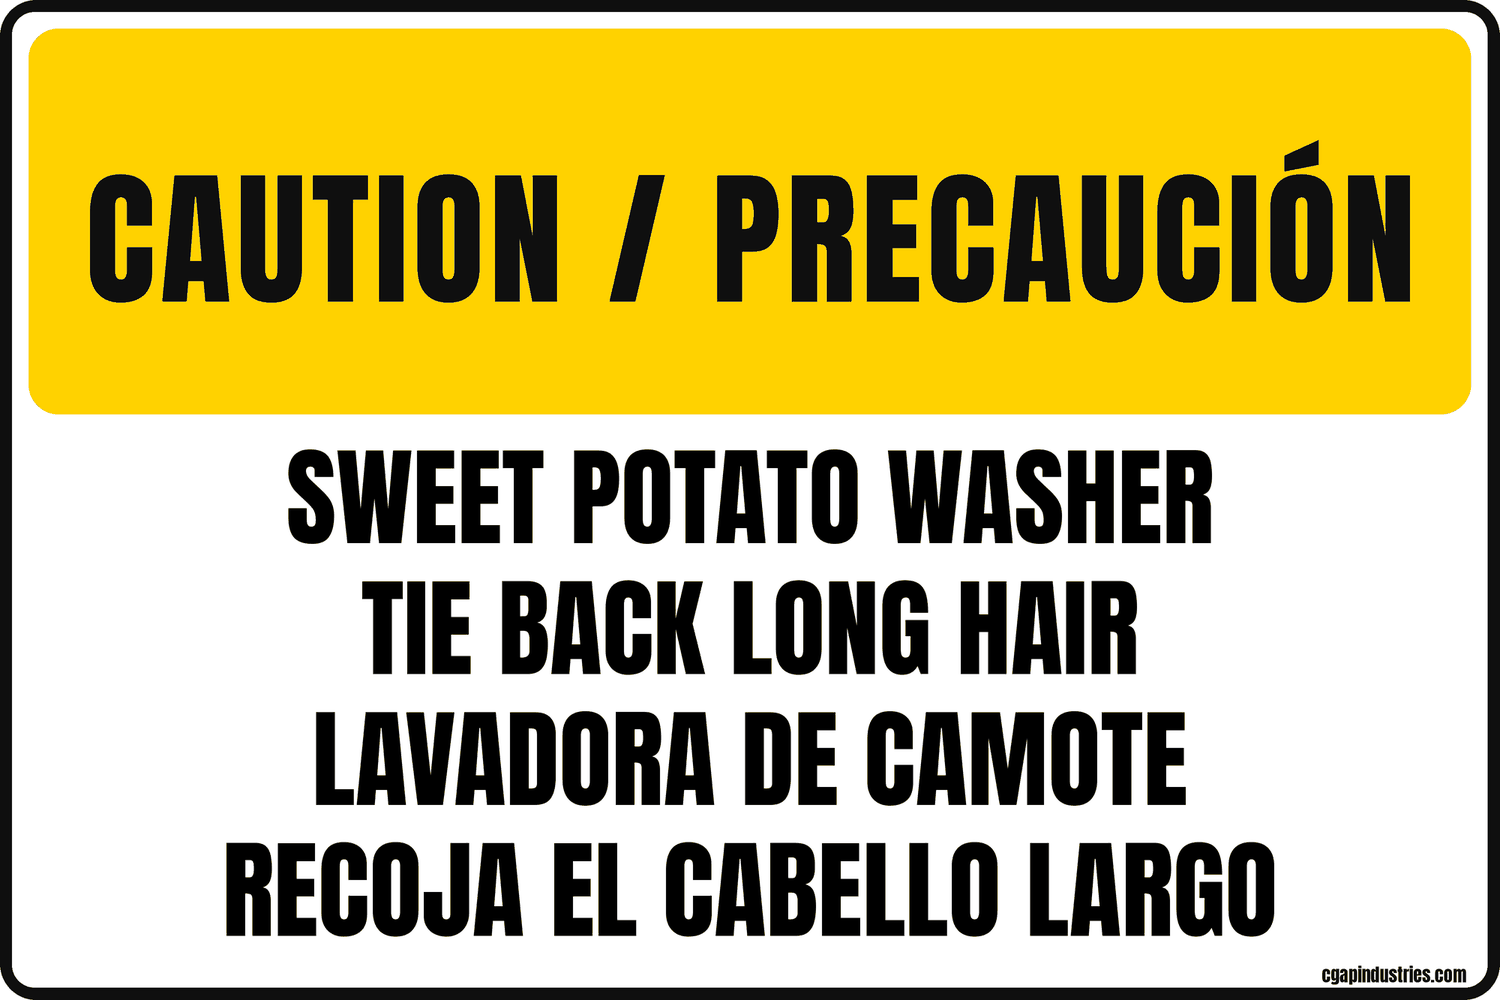 CAUTION / PRECAUCIÓN
SWEET POTATO WASHER
TIE BACK LONG HAIR
LAVADORA DE CAMOTE
RECOJA EL CABELLO LARGO
cgapindustries.com